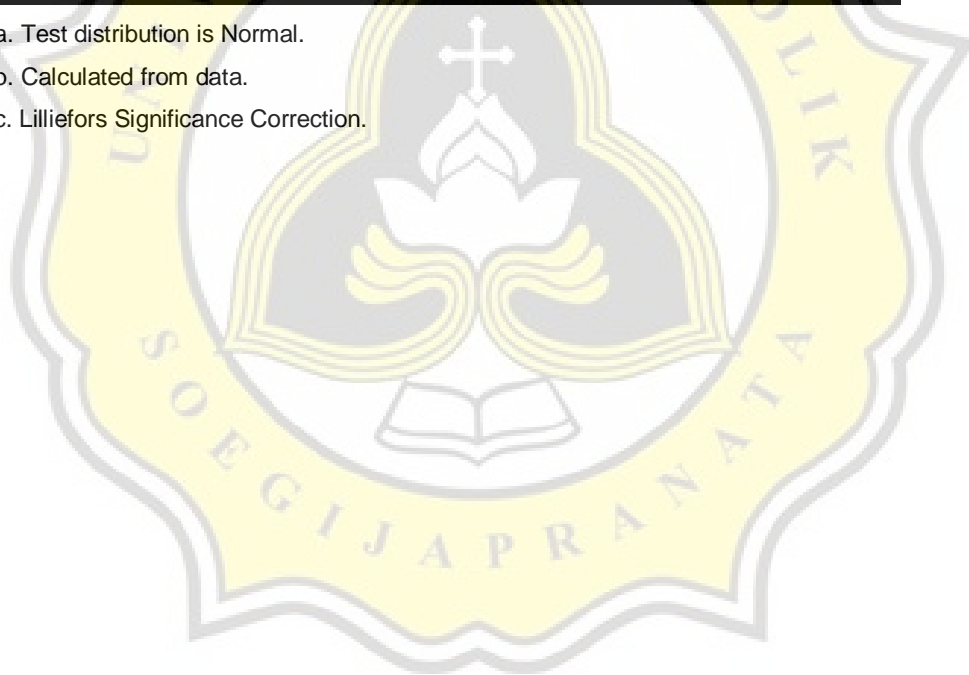 a. Test distribution is Normal.
b. Calculated from data.
c. Lilliefors Significance Correction.
SOEGIJAPRANATA